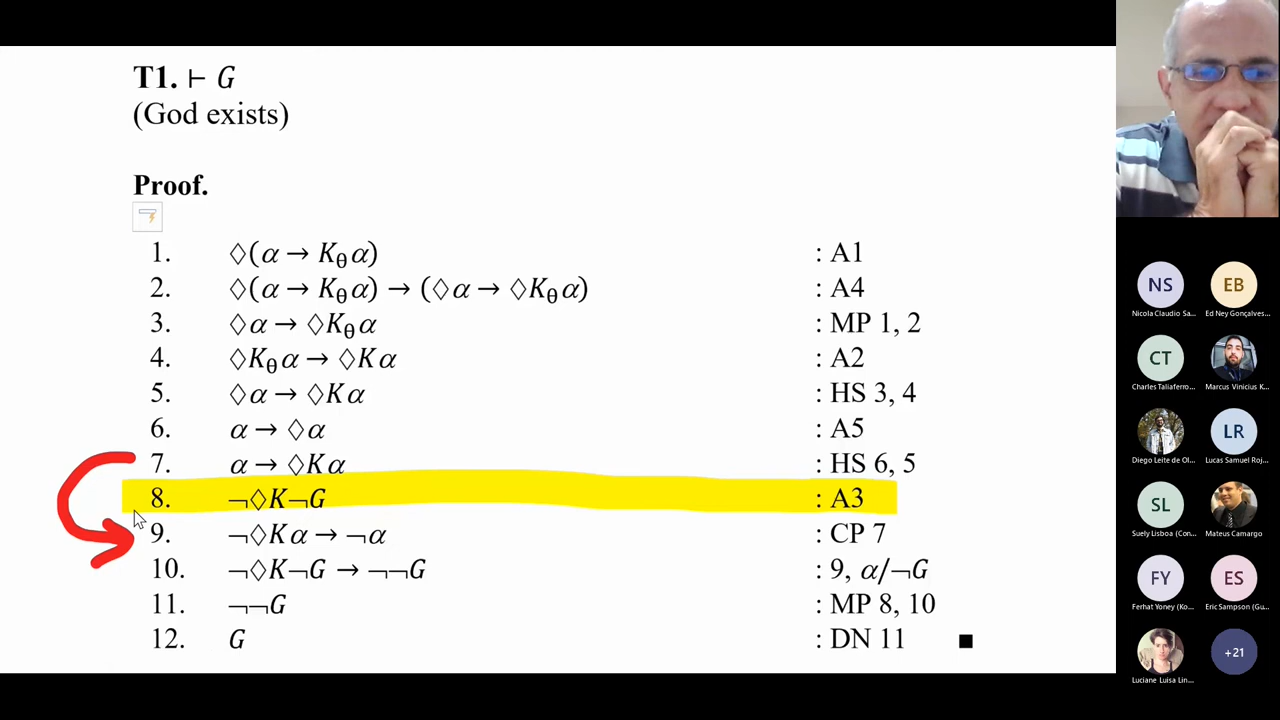 T1. ⊢ G
(God exists)
Proof.
1. ◇(α → K_θα) : A1
2. ◇(α → K_θα) → (◇α → ◇K_θα) : A4
3. ◇α → ◇K_θα : MP 1, 2
4. ◇K_θα → ◇Kα : A2
5. ◇α → ◇Kα : HS 3, 4
6. α → ◇α : A5
7. α → ◇Kα : HS 6, 5
8. ¬◇K¬G : A3
9. ¬◇Kα → ¬α : CP 7
10. ¬◇K¬G → ¬¬G : 9, α/¬G
11. ¬¬G : MP 8, 10
12. G : DN 11 ■
NS EB
Nicola Claudio Sa... Ed Ney Gonçalves...
CT
Charles Taliaferro... Marcus Vinicius K...
LR
Diego Leite de Ol... Lucas Samuel Roj...
SL
Suely Lisboa (Con... Mateus Camargo
FY ES
Ferhat Yoney (Ko... Eric Sampson (Gu...
+21
Luciane Luisa Lin...